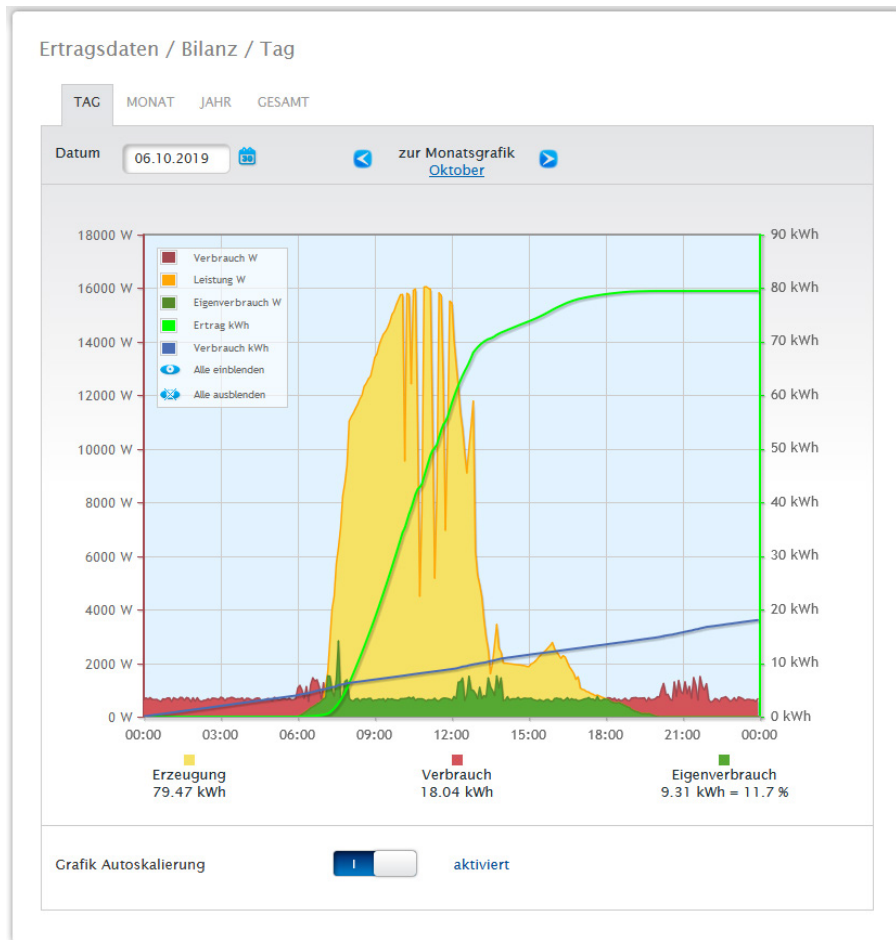 Ertragsdaten / Bilanz / Tag
TAG MONAT JAHR GESAMT
Datum 06.10.2019 30 zur Monatsgrafik
Oktober
18000 W 90 kWh
Verbrauch W
Leistung W
16000 W 80 kWh
Eigenverbrauch W
Ertrag kWh
14000 W 70 kWh
Verbrauch kWh
Alle einblenden
12000 W 60 kWh
Alle ausblenden
10000 W 50 kWh
8000 W 40 kWh
6000 W 30 kWh
4000 W 20 kWh
2000 W 10 kWh
0 W 0 kWh
00:00 03:00 06:00 09:00 12:00 15:00 18:00 21:00 00:00
Erzeugung Verbrauch Eigenverbrauch
79.47 kWh 18.04 kWh 9.31 kWh = 11.7 %
Grafik Autoskalierung I aktiviert